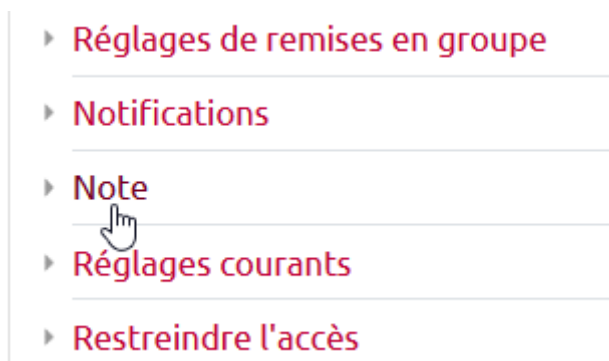 Réglages de remises en groupe
Notifications
Note
Réglages courants
Restreindre l'accès